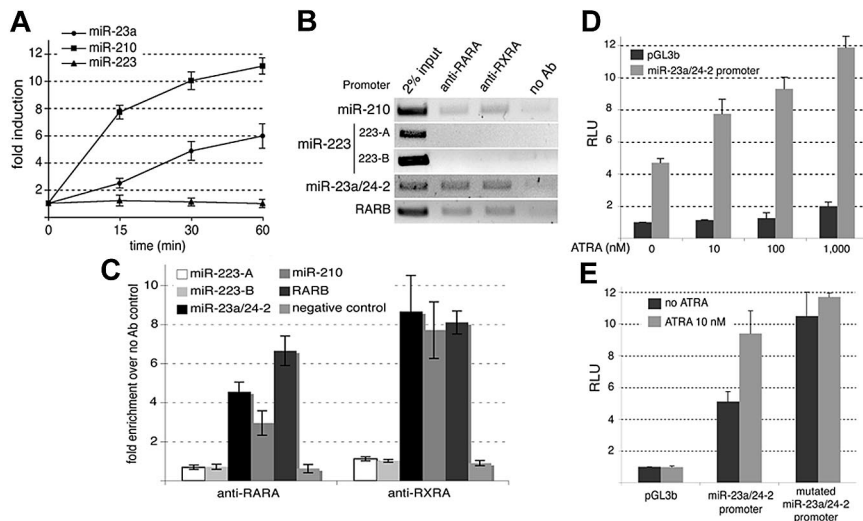 A
miR-23a
miR-210
miR-223
fold induction
12
10
8
6
4
2
0
15
30
60
time (min)
B
Promoter
2% input
anti-RARA
anti-RXRA
no Ab
miR-210
miR-223
223-A
223-B
miR-23a/24-2
RARB
C
miR-223-A
miR-223-B
miR-23a/24-2
miR-210
RARB
negative control
fold enrichment over no Ab control
10
8
6
4
2
anti-RARA
anti-RXRA
D
pGL3b
miR-23a/24-2 promoter
RLU
12
10
8
6
4
2
ATRA (nM)
0
10
100
1,000
E
no ATRA
ATRA 10 nM
RLU
12
10
8
6
4
2
pGL3b
miR-23a/24-2
promoter
mutated
miR-23a/24-2
promoter